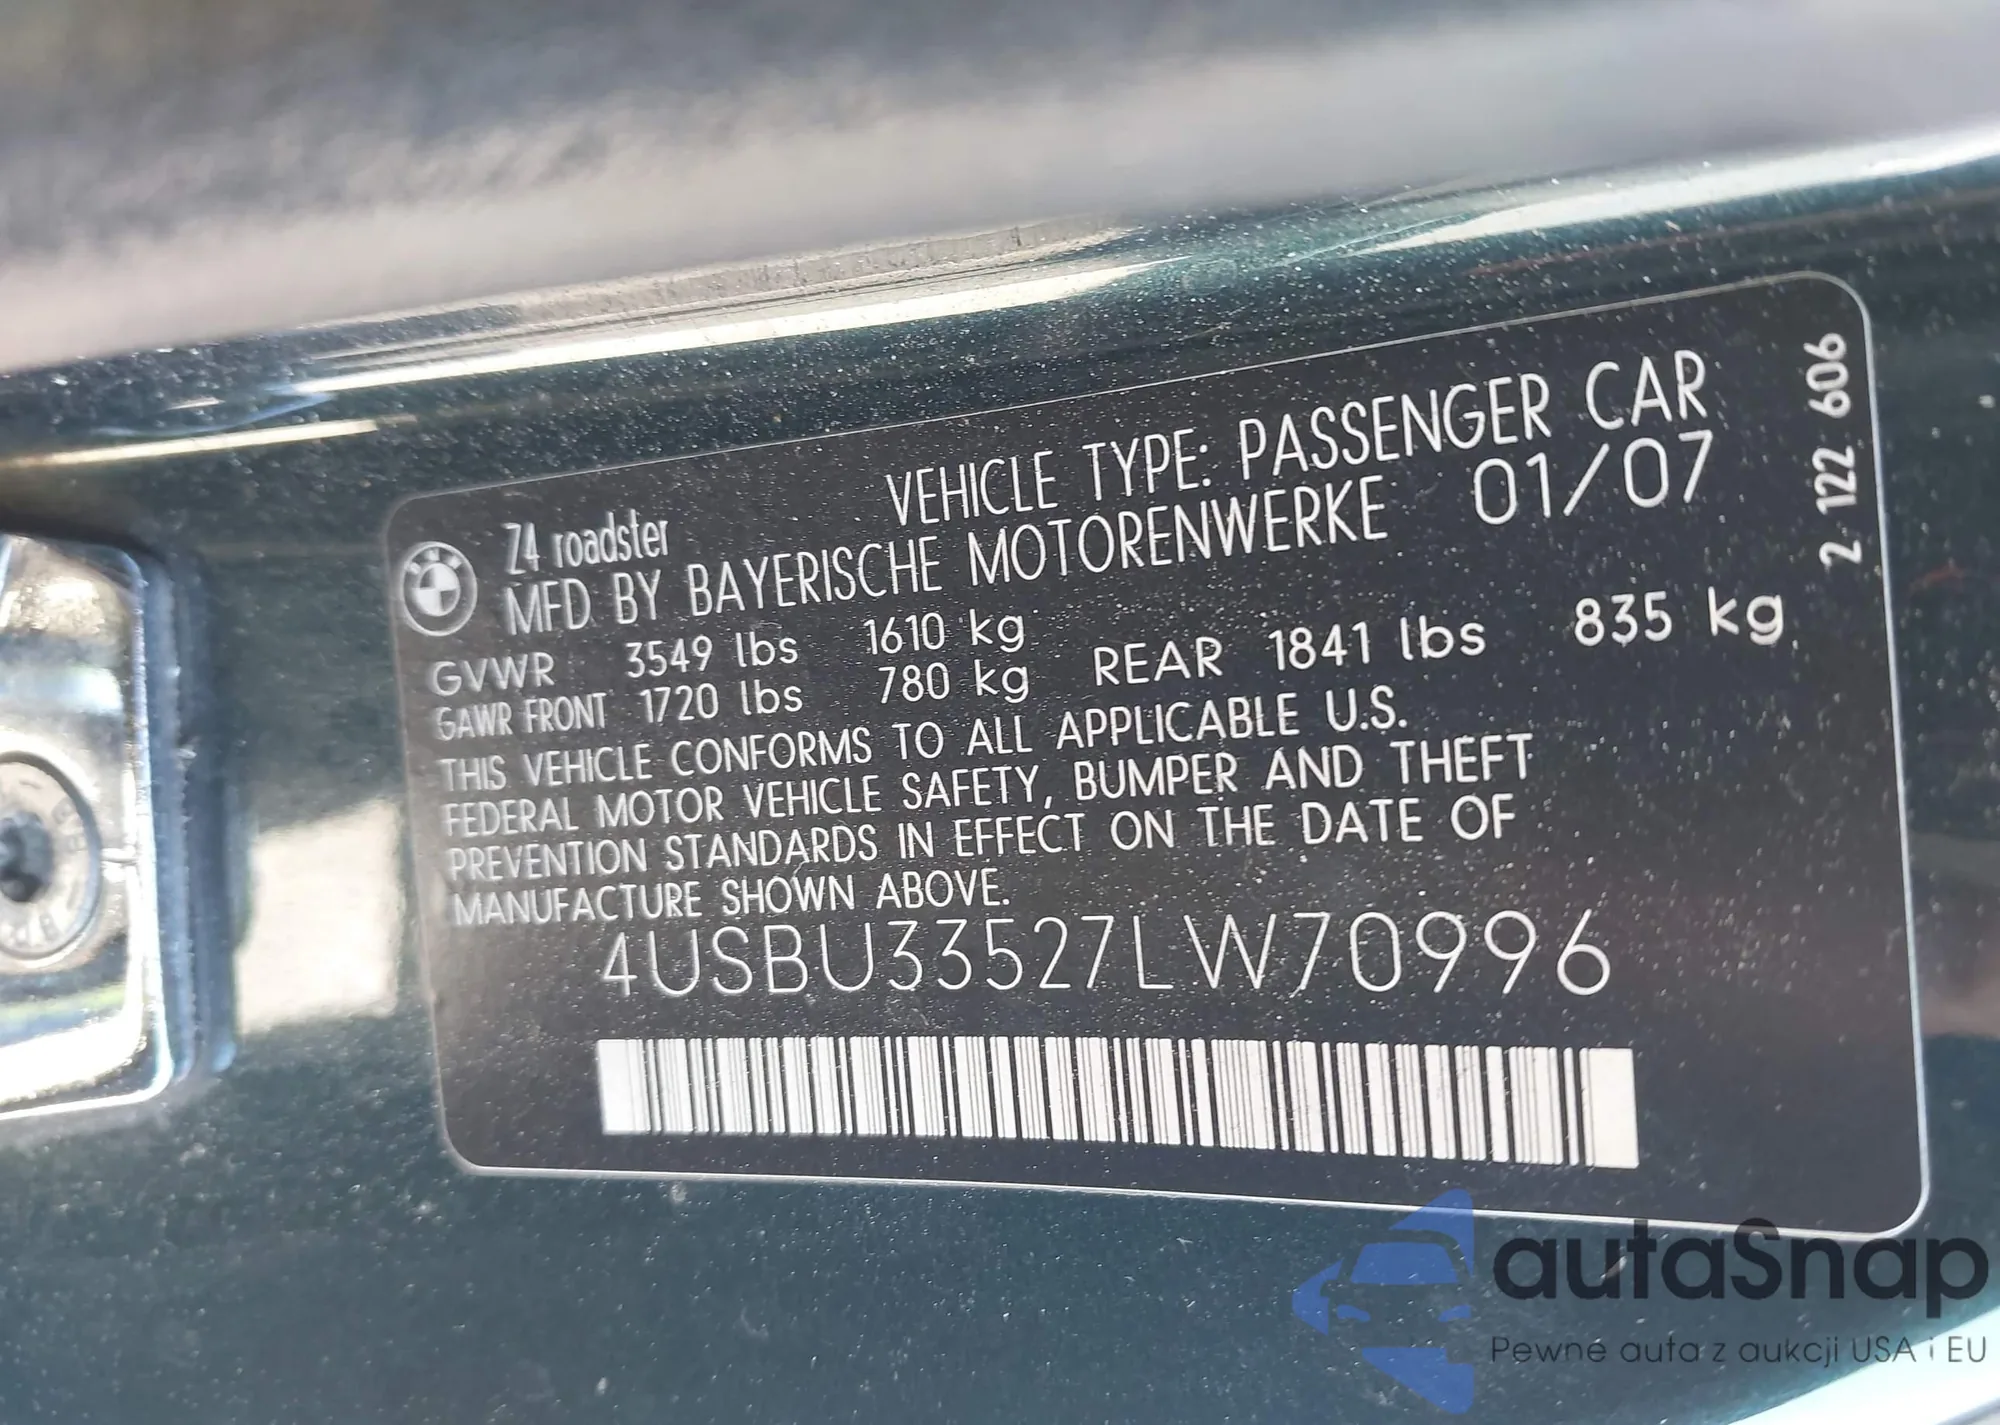 Z4 roadster VEHICLE TYPE: PASSENGER CAR
MFD BY BAYERISCHE MOTORENWERKE 01/07
GVWR 3549 lbs 1610 kg
GAWR FRONT 1720 lbs 780 kg REAR 1841 lbs 835 kg
THIS VEHICLE CONFORMS TO ALL APPLICABLE U.S.
FEDERAL MOTOR VEHICLE SAFETY, BUMPER AND THEFT
PREVENTION STANDARDS IN EFFECT ON THE DATE OF
MANUFACTURE SHOWN ABOVE.
4USBU33527LW70996
2 122 606
autaSnap
Pewne auta z aukcji USA i EU